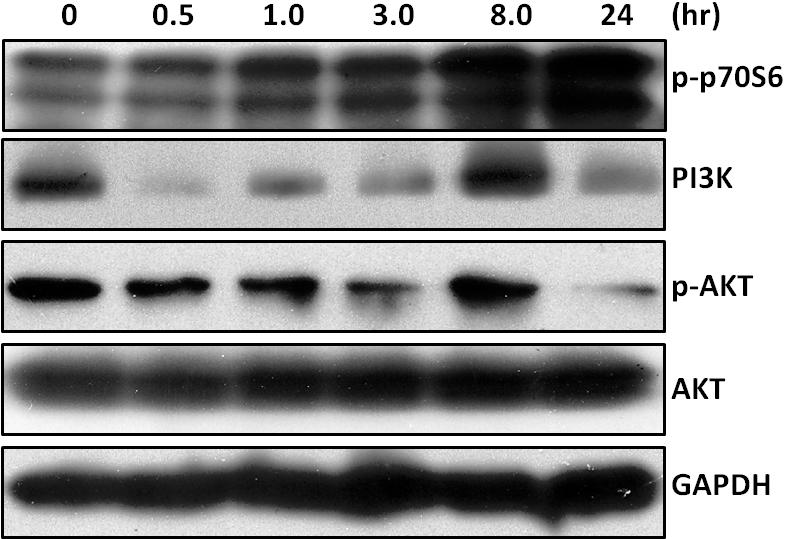 0 0.5 1.0 3.0 8.0 24 (hr)
p-p70S6
PI3K
p-AKT
AKT
GAPDH